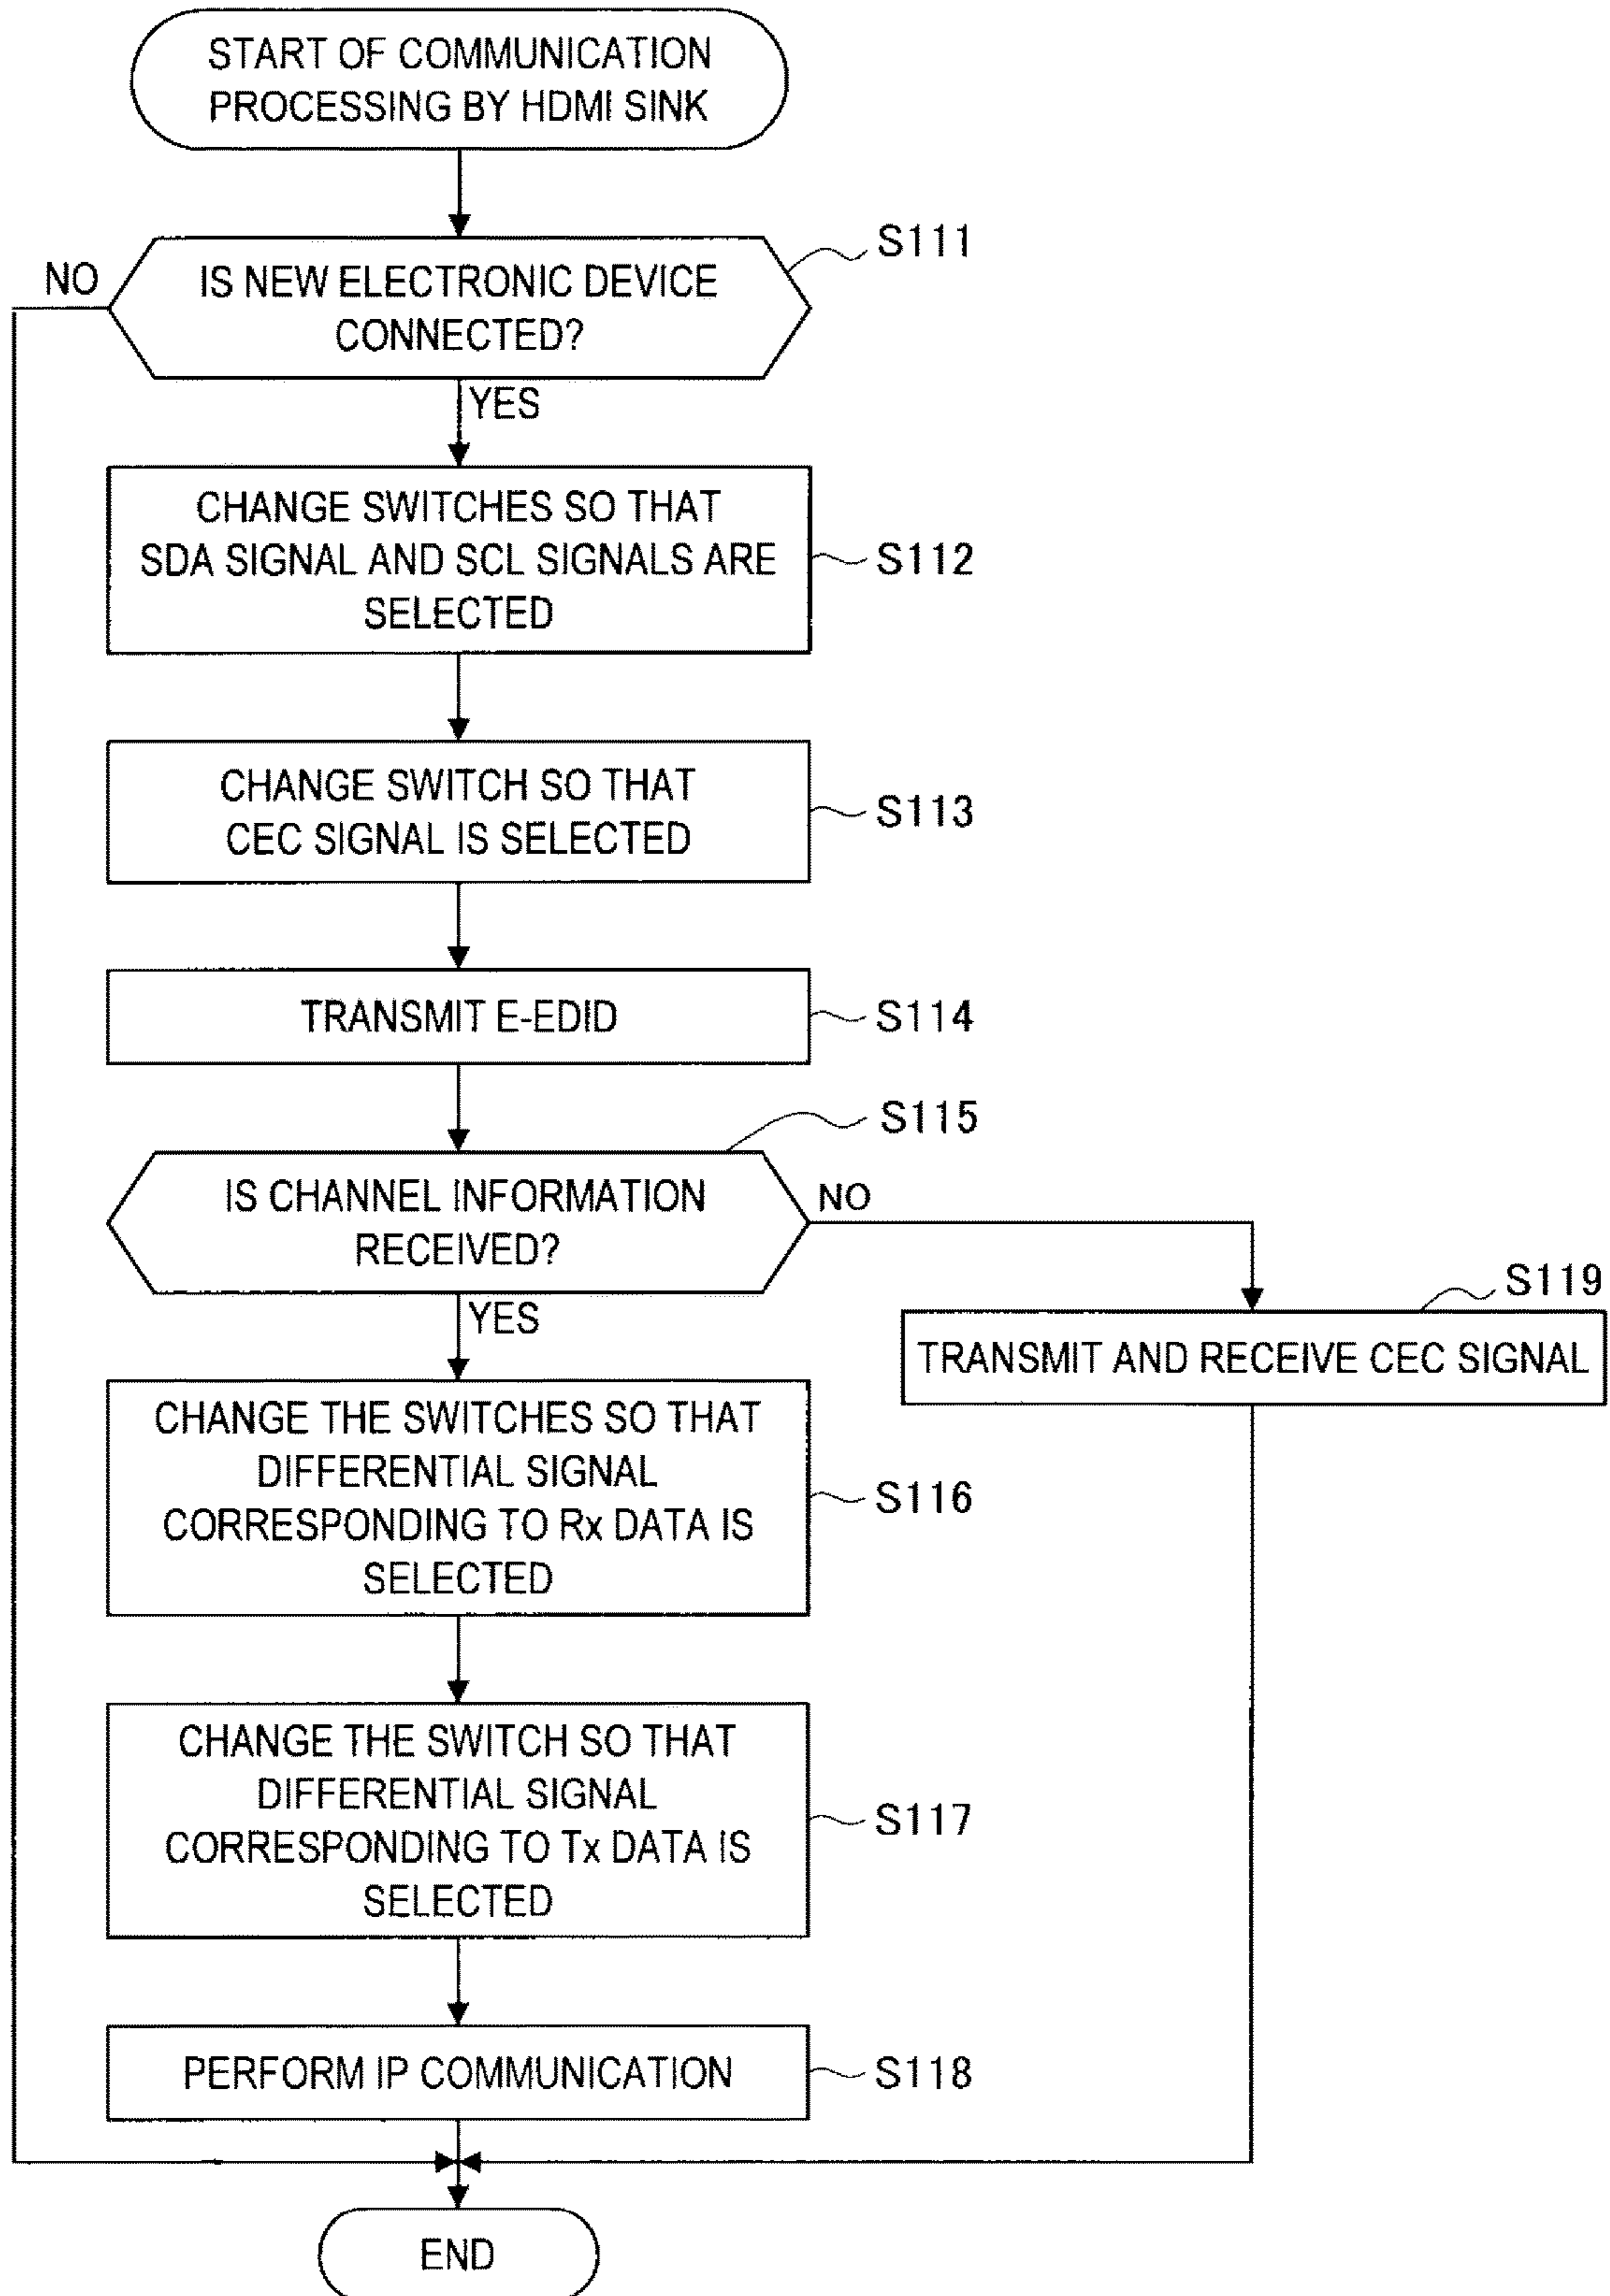 START OF COMMUNICATION
PROCESSING BY HDMI SINK
S111
NO
IS NEW ELECTRONIC DEVICE
CONNECTED?
YES
CHANGE SWITCHES SO THAT
SDA SIGNAL AND SCL SIGNALS ARE
SELECTED
S112
CHANGE SWITCH SO THAT
CEC SIGNAL IS SELECTED
S113
TRANSMIT E-EDID
S114
S115
IS CHANNEL INFORMATION
RECEIVED?
NO
YES
S119
TRANSMIT AND RECEIVE CEC SIGNAL
CHANGE THE SWITCHES SO THAT
DIFFERENTIAL SIGNAL
CORRESPONDING TO Rx DATA IS
SELECTED
S116
CHANGE THE SWITCH SO THAT
DIFFERENTIAL SIGNAL
CORRESPONDING TO Tx DATA IS
SELECTED
S117
PERFORM IP COMMUNICATION
S118
END